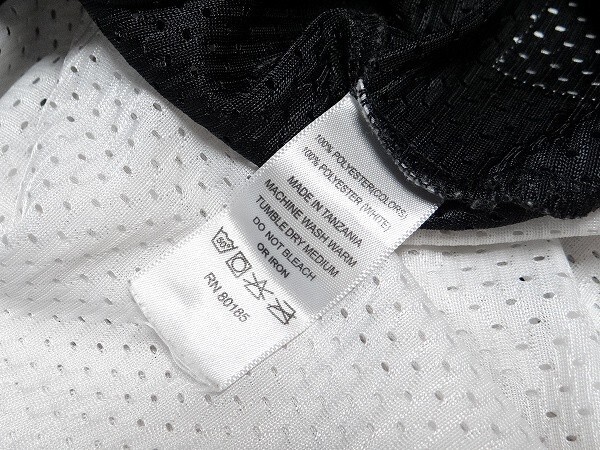 100% POLYESTER(COLORS)
100% POLYESTER (WHITE)
MADE IN TANZANIA
MACHINE WASH WARM
TUMBLE DRY MEDIUM
DO NOT BLEACH
OR IRON
50°
RN 80185